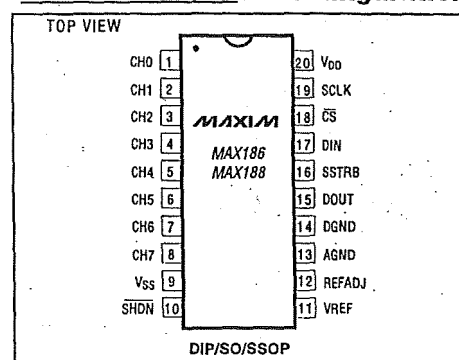 TOP VIEW
CH0 1
CH1 2
CH2 3
CH3 4
CH4 5
CH5 6
CH6 7
CH7 8
VSS 9
S̅H̅D̅N̅ 10
MAXIM
MAX186
MAX188
20 VDD
19 SCLK
18 C̅S̅
17 DIN
16 SSTRB
15 DOUT
14 DGND
13 AGND
12 REFADJ
11 VREF
DIP/SO/SSOP